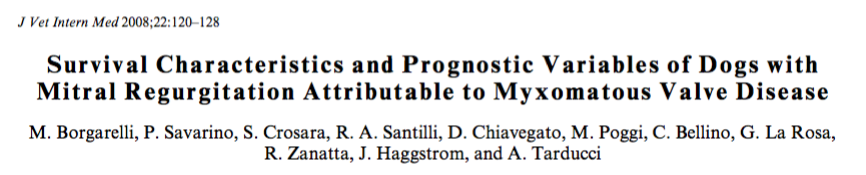 J Vet Intern Med 2008;22:120–128
Survival Characteristics and Prognostic Variables of Dogs with
Mitral Regurgitation Attributable to Myxomatous Valve Disease
M. Borgarelli, P. Savarino, S. Crosara, R. A. Santilli, D. Chiavegato, M. Poggi, C. Bellino, G. La Rosa,
R. Zanatta, J. Haggstrom, and A. Tarducci